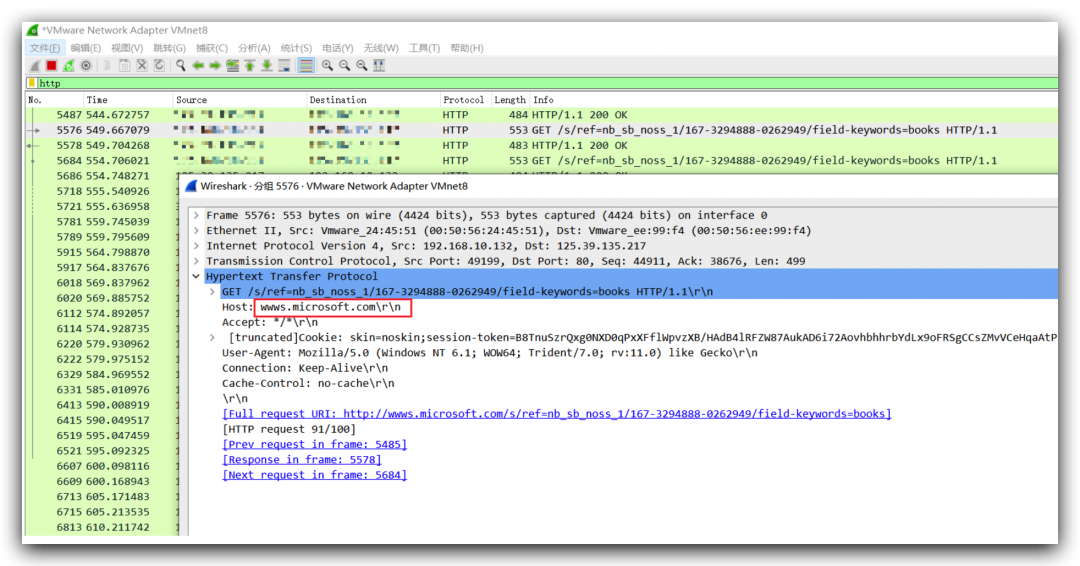 *VMware Network Adapter VMnet8
文件(F) 编辑(E) 视图(V) 跳转(G) 捕获(C) 分析(A) 统计(S) 电话(Y) 无线(W) 工具(T) 帮助(H)
http
No. Time Source Destination Protocol Length Info
5487 544.672757 HTTP 484 HTTP/1.1 200 OK
5576 549.667079 HTTP 553 GET /s/ref=nb_sb_noss_1/167-3294888-0262949/field-keywords=books HTTP/1.1
5578 549.704268 HTTP 483 HTTP/1.1 200 OK
5684 554.706021 HTTP 553 GET /s/ref=nb_sb_noss_1/167-3294888-0262949/field-keywords=books HTTP/1.1
5686 554.748271
5718 555.540926
5721 555.636958
5781 559.745039
5789 559.795609
5915 564.798870
5917 564.837676
6018 569.837962
6020 569.885752
6112 574.892057
6114 574.928735
6220 579.930962
6222 579.975152
6329 584.969552
6331 585.010976
6413 590.008919
6415 590.049517
6519 595.047459
6521 595.092325
6607 600.098116
6609 600.168943
6713 605.171483
6715 605.213535
6813 610.211742
Wireshark · 分组 5576 · VMware Network Adapter VMnet8
Frame 5576: 553 bytes on wire (4424 bits), 553 bytes captured (4424 bits) on interface 0
Ethernet II, Src: Vmware_24:45:51 (00:50:56:24:45:51), Dst: Vmware_ee:99:f4 (00:50:56:ee:99:f4)
Internet Protocol Version 4, Src: 192.168.10.132, Dst: 125.39.135.217
Transmission Control Protocol, Src Port: 49199, Dst Port: 80, Seq: 44911, Ack: 38676, Len: 499
Hypertext Transfer Protocol
GET /s/ref=nb_sb_noss_1/167-3294888-0262949/field-keywords=books HTTP/1.1\r\n
Host: wwws.microsoft.com\r\n
Accept: */*\r\n
[truncated]Cookie: skin=noskin;session-token=B8TnuSzrQxg0NXD0qPxXFflWpvzXB/HAdB4lRFZW87AukAD6i72AovhbhhrbYdLx9oFRSgCCsZMvVCeHqaAtP
User-Agent: Mozilla/5.0 (Windows NT 6.1; WOW64; Trident/7.0; rv:11.0) like Gecko\r\n
Connection: Keep-Alive\r\n
Cache-Control: no-cache\r\n
\r\n
[Full request URI: http://wwws.microsoft.com/s/ref=nb_sb_noss_1/167-3294888-0262949/field-keywords=books]
[HTTP request 91/100]
[Prev request in frame: 5485]
[Response in frame: 5578]
[Next request in frame: 5684]